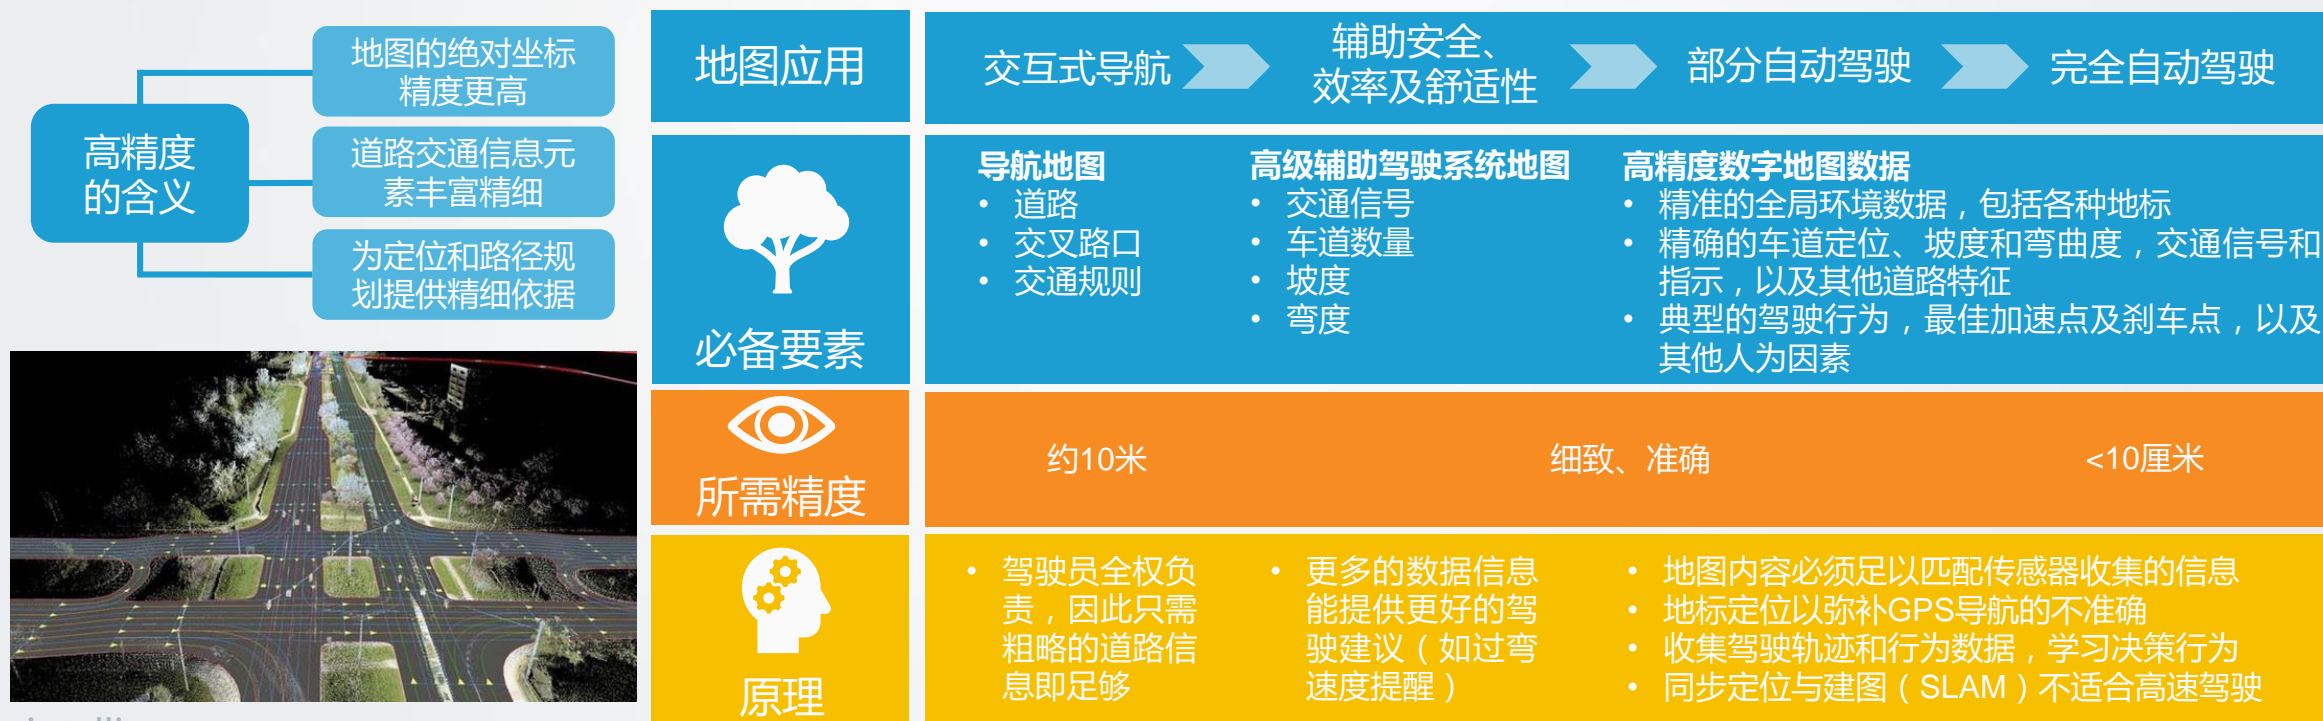 高精度
的含义
地图的绝对坐标
精度更高
道路交通信息元
素丰富精细
为定位和路径规
划提供精细依据
地图应用
交互式导航
辅助安全、
效率及舒适性
部分自动驾驶
完全自动驾驶
必备要素
导航地图
• 道路
• 交叉路口
• 交通规则
高级辅助驾驶系统地图
• 交通信号
• 车道数量
• 坡度
• 弯度
高精度数字地图数据
• 精准的全局环境数据，包括各种地标
• 精确的车道定位、坡度和弯曲度，交通信号和
指示，以及其他道路特征
• 典型的驾驶行为，最佳加速点及刹车点，以及
其他人为因素
所需精度
约10米
细致、准确
<10厘米
原理
• 驾驶员全权负
责，因此只需
粗略的道路信
息即足够
• 更多的数据信息
能提供更好的驾
驶建议（如过弯
速度提醒）
• 地图内容必须足以匹配传感器收集的信息
• 地标定位以弥补GPS导航的不准确
• 收集驾驶轨迹和行为数据，学习决策行为
• 同步定位与建图（SLAM）不适合高速驾驶